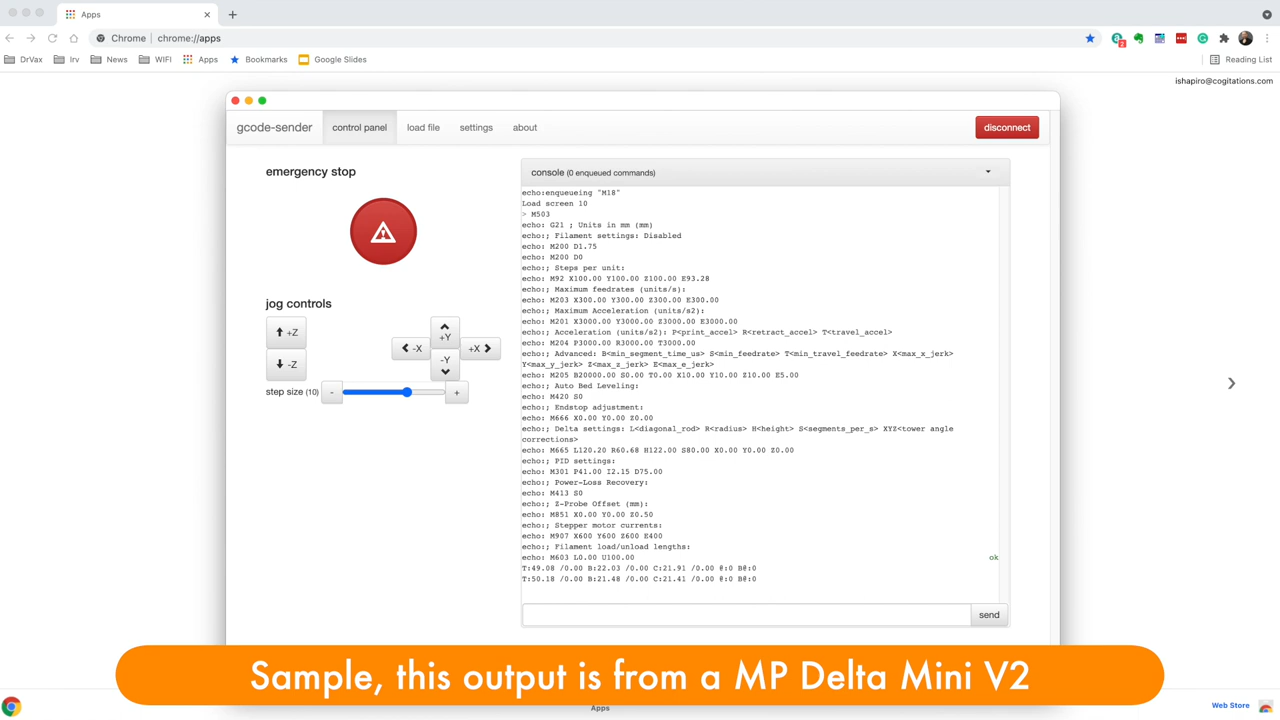 Apps
Chrome
chrome://apps
2
DrVax
Irv
News
WIFI
Apps
Bookmarks
Google Slides
Reading List
ishapiro@cogitations.com
gcode-sender
control panel
load file
settings
about
disconnect
emergency stop
jog controls
+Z
-Z
-X
+Y
-Y
+X
step size (10)
-
+
console (0 enqueued commands)
echo:enqueueing "M18"
Load screen 10
> M503
echo: G21 ; Units in mm (mm)
echo:; Filament settings: Disabled
echo: M200 D1.75
echo: M200 D0
echo:; Steps per unit:
echo: M92 X100.00 Y100.00 Z100.00 E93.28
echo:; Maximum feedrates (units/s):
echo: M203 X300.00 Y300.00 Z300.00 E300.00
echo:; Maximum Acceleration (units/s2):
echo: M201 X3000.00 Y3000.00 Z3000.00 E3000.00
echo:; Acceleration (units/s2): P<print_accel> R<retract_accel> T<travel_accel>
echo: M204 P3000.00 R3000.00 T3000.00
echo:; Advanced: B<min_segment_time_us> S<min_feedrate> T<min_travel_feedrate> X<max_x_jerk>
Y<max_y_jerk> Z<max_z_jerk> E<max_e_jerk>
echo: M205 B20000.00 S0.00 T0.00 X10.00 Y10.00 Z10.00 E5.00
echo:; Auto Bed Leveling:
echo: M420 S0
echo:; Endstop adjustment:
echo: M666 X0.00 Y0.00 Z0.00
echo:; Delta settings: L<diagonal_rod> R<radius> H<height> S<segments_per_s> XYZ<tower angle
corrections>
echo: M665 L120.20 R60.68 H122.00 S80.00 X0.00 Y0.00 Z0.00
echo:; PID settings:
echo: M301 P41.00 I2.15 D75.00
echo:; Power-Loss Recovery:
echo: M413 S0
echo:; Z-Probe Offset (mm):
echo: M851 X0.00 Y0.00 Z0.50
echo:; Stepper motor currents:
echo: M907 X600 Y600 Z600 E400
echo:; Filament load/unload lengths:
echo: M603 L0.00 U100.00 ok
T:49.08 /0.00 B:22.03 /0.00 C:21.91 /0.00 @:0 B@:0
T:50.18 /0.00 B:21.48 /0.00 C:21.41 /0.00 @:0 B@:0
send
Sample, this output is from a MP Delta Mini V2
Apps
Web Store